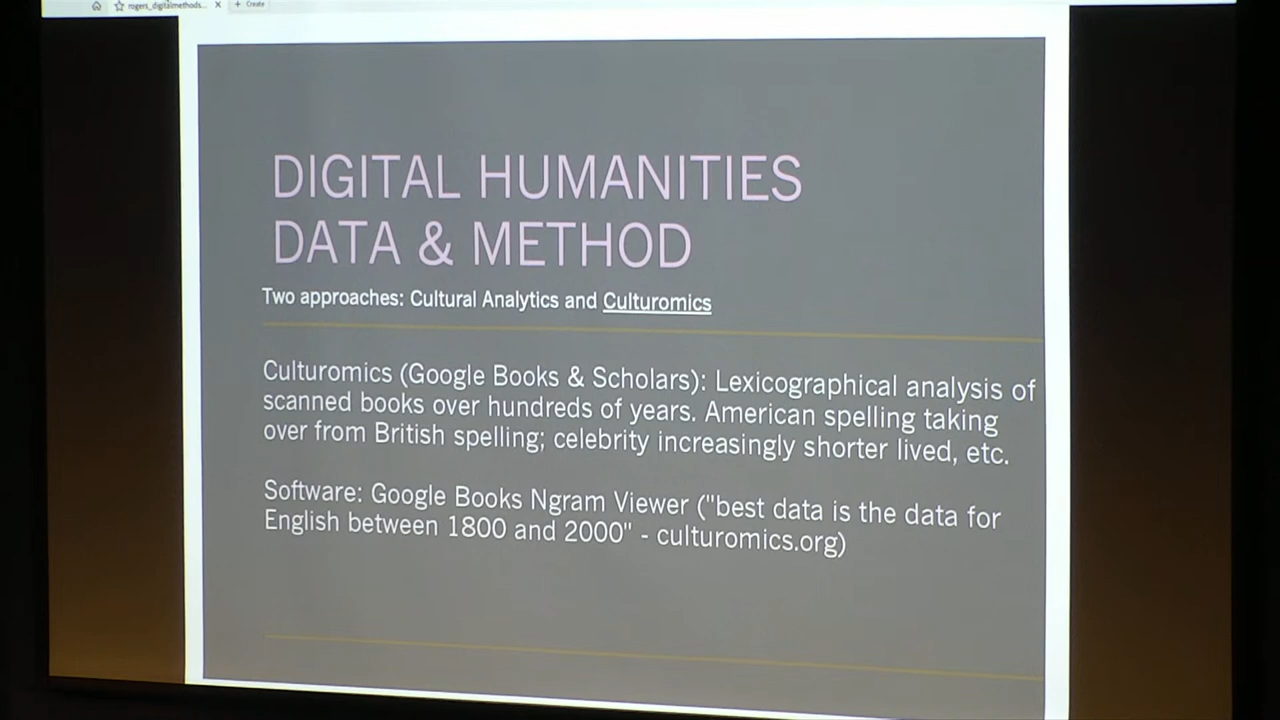 rogers_digitalmethods... × + Create
DIGITAL HUMANITIES
DATA & METHOD
Two approaches: Cultural Analytics and Culturomics
Culturomics (Google Books & Scholars): Lexicographical analysis of
scanned books over hundreds of years. American spelling taking
over from British spelling; celebrity increasingly shorter lived, etc.
Software: Google Books Ngram Viewer ("best data is the data for
English between 1800 and 2000" - culturomics.org)